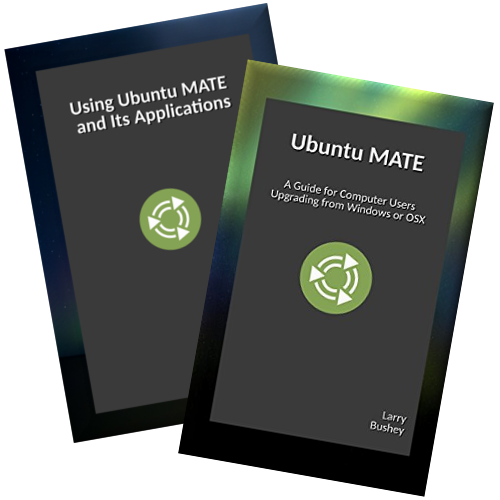 Using Ubuntu MATE
and Its Applications
Ubuntu MATE
A Guide for Computer Users
Upgrading from Windows or OSX
Larry
Bushey